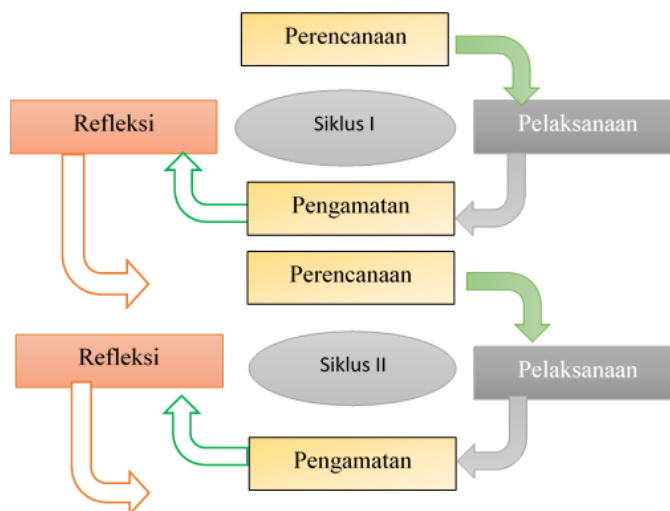 Perencanaan
Refleksi
Siklus I
Pelaksanaan
Pengamatan
Perencanaan
Refleksi
Siklus II
Pelaksanaan
Pengamatan